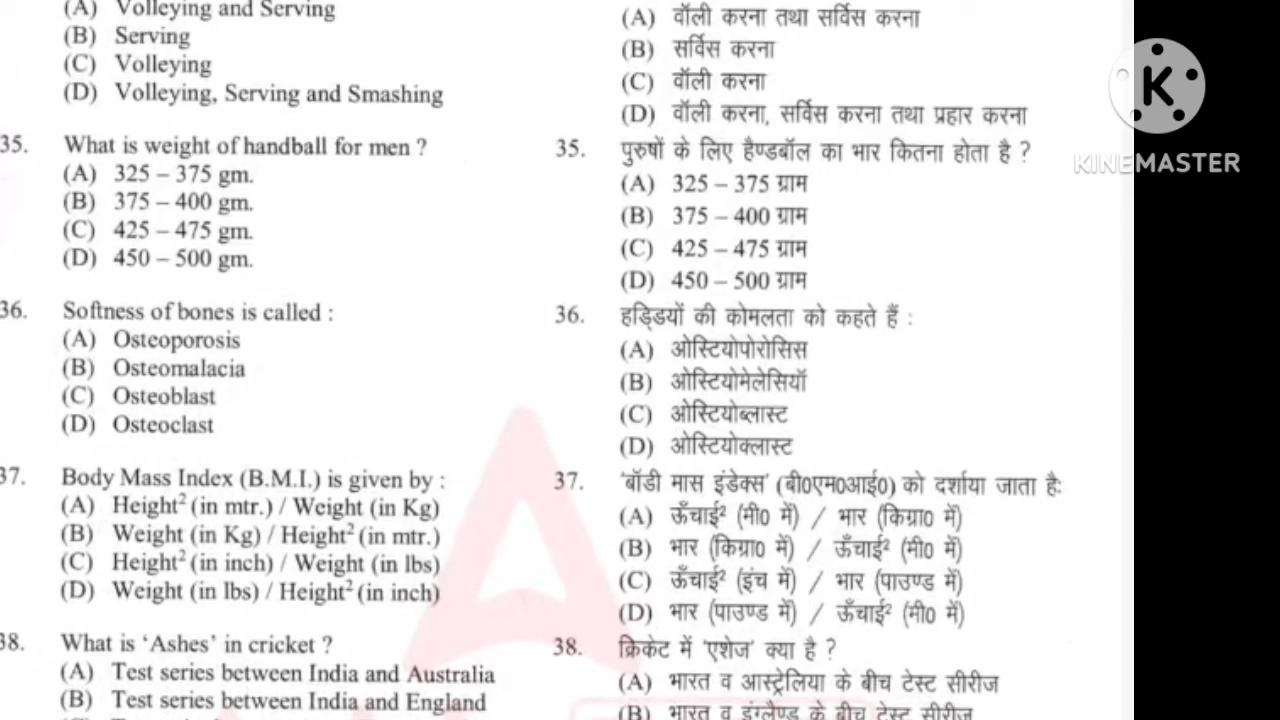 (A) Volleying and Serving
(B) Serving
(C) Volleying
(D) Volleying, Serving and Smashing
35. What is weight of handball for men ?
(A) 325 – 375 gm.
(B) 375 – 400 gm.
(C) 425 – 475 gm.
(D) 450 – 500 gm.
36. Softness of bones is called :
(A) Osteoporosis
(B) Osteomalacia
(C) Osteoblast
(D) Osteoclast
37. Body Mass Index (B.M.I.) is given by :
(A) Height² (in mtr.) / Weight (in Kg)
(B) Weight (in Kg) / Height² (in mtr.)
(C) Height² (in inch) / Weight (in lbs)
(D) Weight (in lbs) / Height² (in inch)
38. What is ‘Ashes’ in cricket ?
(A) Test series between India and Australia
(B) Test series between India and England
(A) वॉली करना तथा सर्विस करना
(B) सर्विस करना
(C) वॉली करना
(D) वॉली करना, सर्विस करना तथा प्रहार करना
35. पुरुषों के लिए हैण्डबॉल का भार कितना होता है ?
(A) 325 – 375 ग्राम
(B) 375 – 400 ग्राम
(C) 425 – 475 ग्राम
(D) 450 – 500 ग्राम
36. हड्डियों की कोमलता को कहते हैं :
(A) ओस्टियोपोरोसिस
(B) ओस्टियोमेलेसियॉ
(C) ओस्टियोब्लास्ट
(D) ओस्टियोक्लास्ट
37. ‘बॉडी मास इंडेक्स’ (बी0एम0आई0) को दर्शाया जाता है:
(A) ऊँचाई² (मी0 में) / भार (किग्रा0 में)
(B) भार (किग्रा0 में) / ऊँचाई² (मी0 में)
(C) ऊँचाई² (इंच में) / भार (पाउण्ड में)
(D) भार (पाउण्ड में) / ऊँचाई² (मी0 में)
38. क्रिकेट में ‘एशेज’ क्या है ?
(A) भारत व आस्ट्रेलिया के बीच टेस्ट सीरीज
(B) भारत व इंग्लैण्ड के बीच टेस्ट सीरीज
K
KINEMASTER